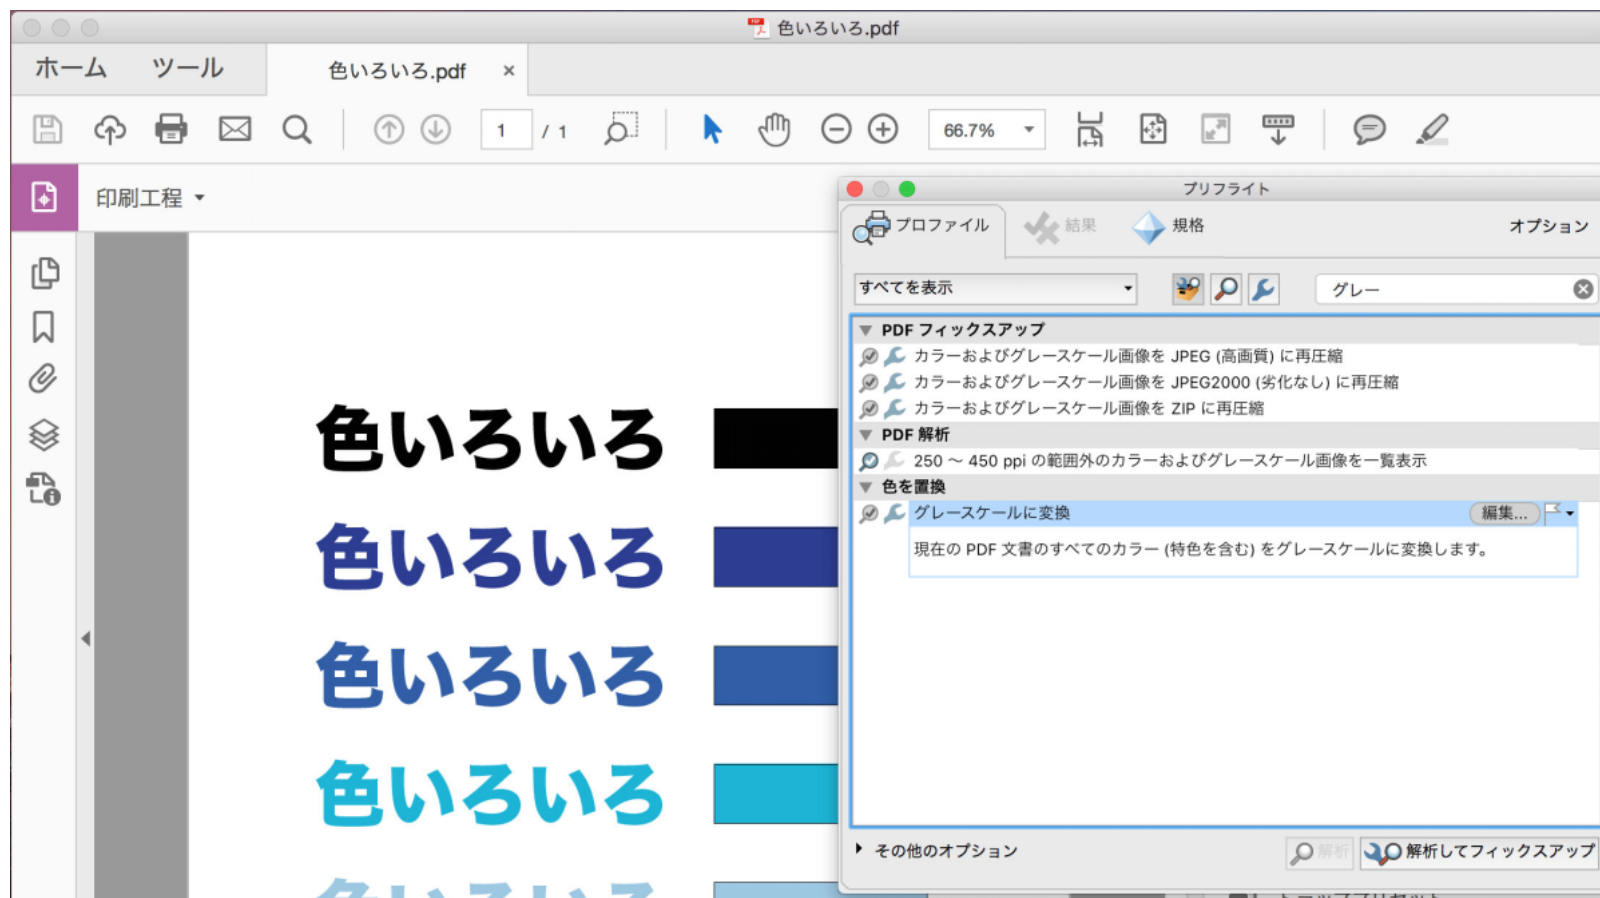 色いろいろ.pdf
ホーム ツール 色いろいろ.pdf ×
1 / 1 66.7%
印刷工程
プリフライト
プロファイル 結果 規格 オプション
すべてを表示 グレー
PDF フィックスアップ
カラーおよびグレースケール画像を JPEG (高画質) に再圧縮
カラーおよびグレースケール画像を JPEG2000 (劣化なし) に再圧縮
カラーおよびグレースケール画像を ZIP に再圧縮
PDF 解析
250 ～ 450 ppi の範囲外のカラーおよびグレースケール画像を一覧表示
色を置換
グレースケールに変換 編集...
現在の PDF 文書のすべてのカラー (特色を含む) をグレースケールに変換します。
その他のオプション 解析 解析してフィックスアップ
色いろいろ
色いろいろ
色いろいろ
色いろいろ